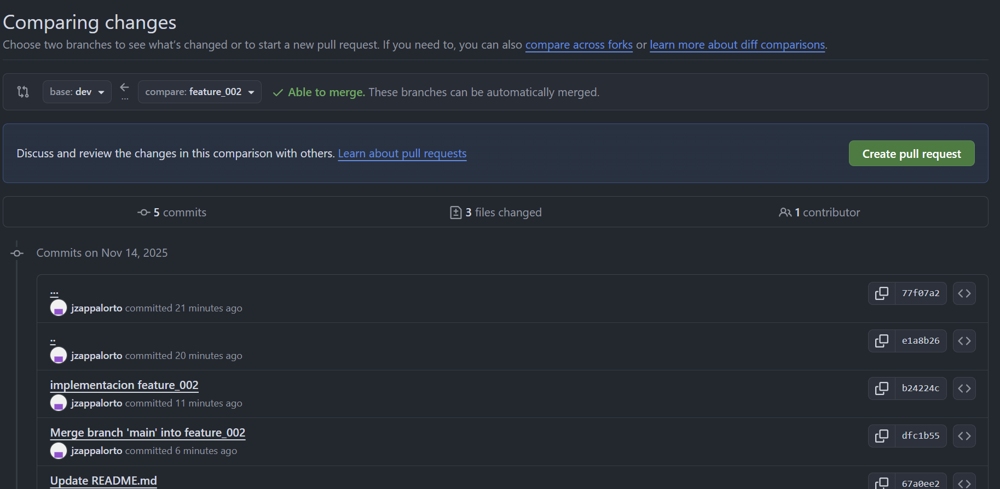 Comparing changes
Choose two branches to see what's changed or to start a new pull request. If you need to, you can also compare across forks or learn more about diff comparisons.
base: dev ... compare: feature_002 Able to merge. These branches can be automatically merged.
Discuss and review the changes in this comparison with others. Learn about pull requests Create pull request
5 commits 3 files changed 1 contributor
Commits on Nov 14, 2025
... 77f07a2
jzappalorto committed 21 minutes ago
.. e1a8b26
jzappalorto committed 20 minutes ago
implementacion feature_002 b24224c
jzappalorto committed 11 minutes ago
Merge branch 'main' into feature_002 dfc1b55
jzappalorto committed 6 minutes ago
Update README.md 67a0ee2